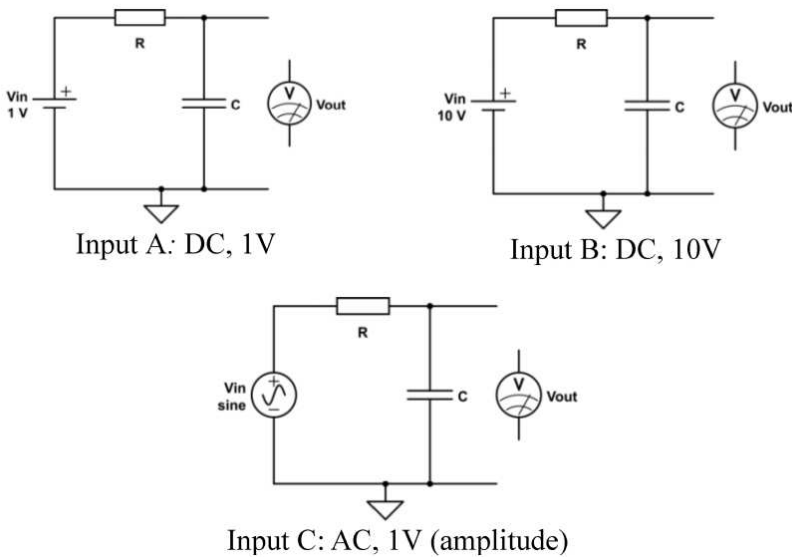 R
Vin
1 V
+
C
V
Vout
Input A: DC, 1V
R
Vin
10 V
+
C
V
Vout
Input B: DC, 10V
R
Vin
sine
+
−
C
V
Vout
Input C: AC, 1V (amplitude)